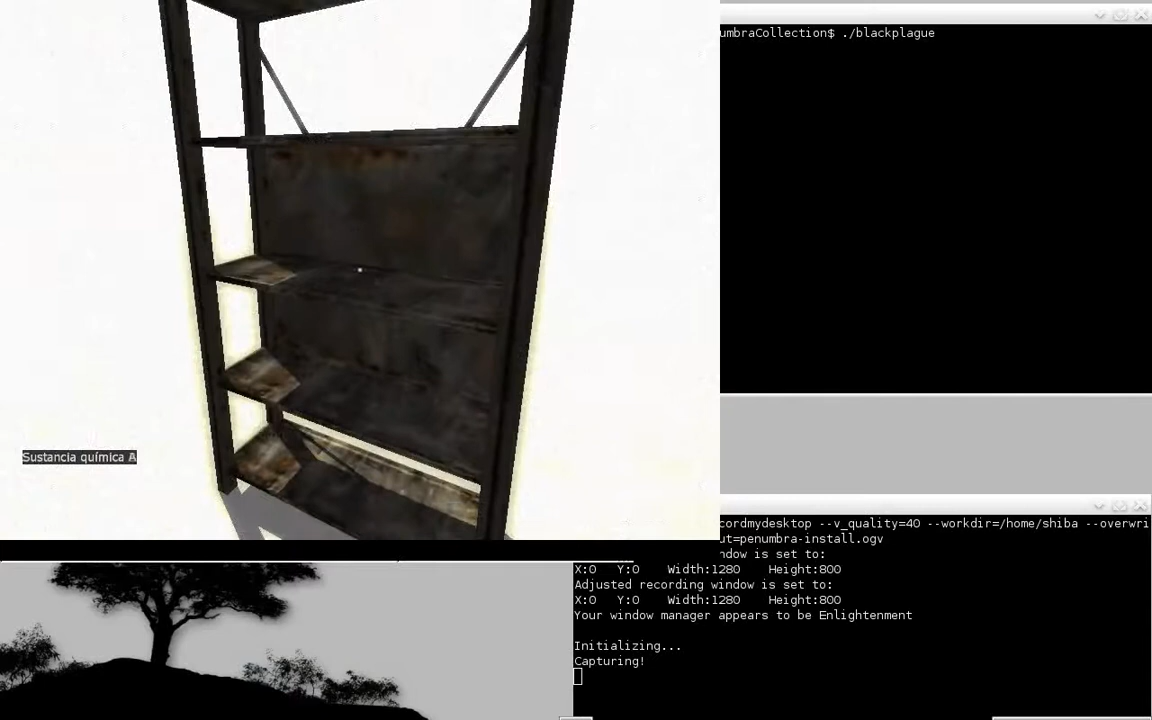 umbraCollection$ ./blackplague
Sustancia química A
cordmydesktop --v_quality=40 --workdir=/home/shiba --overwri
ut=penumbra-install.ogv
ndow is set to:
X:0 Y:0 Width:1280 Height:800
Adjusted recording window is set to:
X:0 Y:0 Width:1280 Height:800
Your window manager appears to be Enlightenment
Initializing...
Capturing!